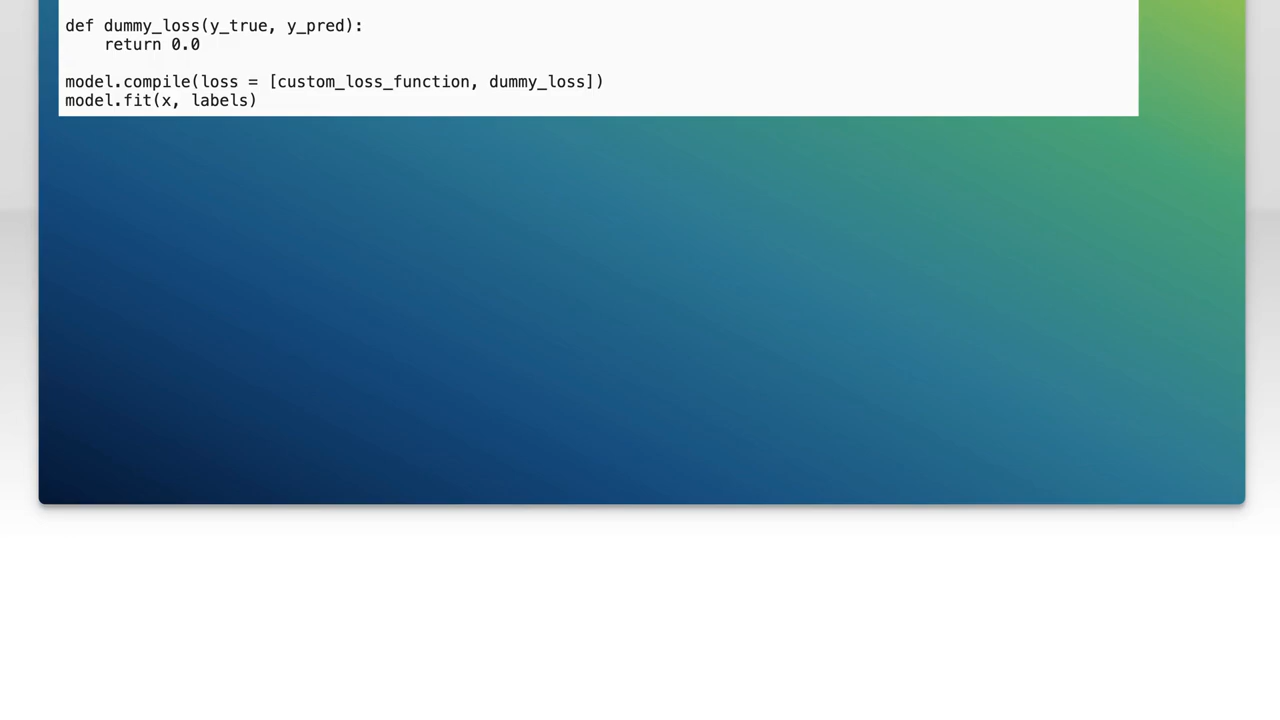 def dummy_loss(y_true, y_pred):
    return 0.0

model.compile(loss = [custom_loss_function, dummy_loss])
model.fit(x, labels)